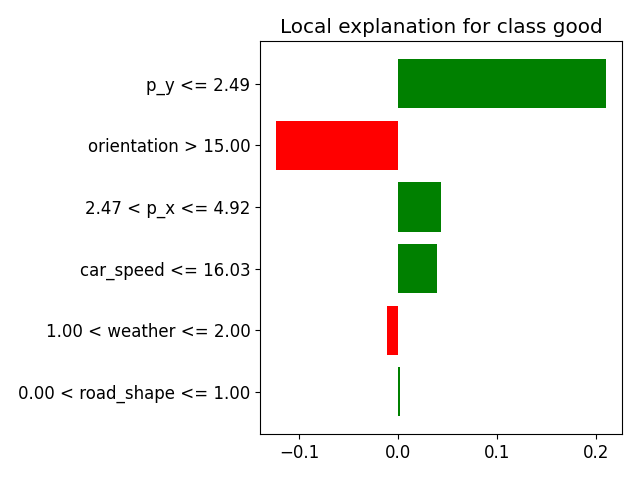 Local explanation for class good
p_y <= 2.49
orientation > 15.00
2.47 < p_x <= 4.92
car_speed <= 16.03
1.00 < weather <= 2.00
0.00 < road_shape <= 1.00
−0.1 0.0 0.1 0.2